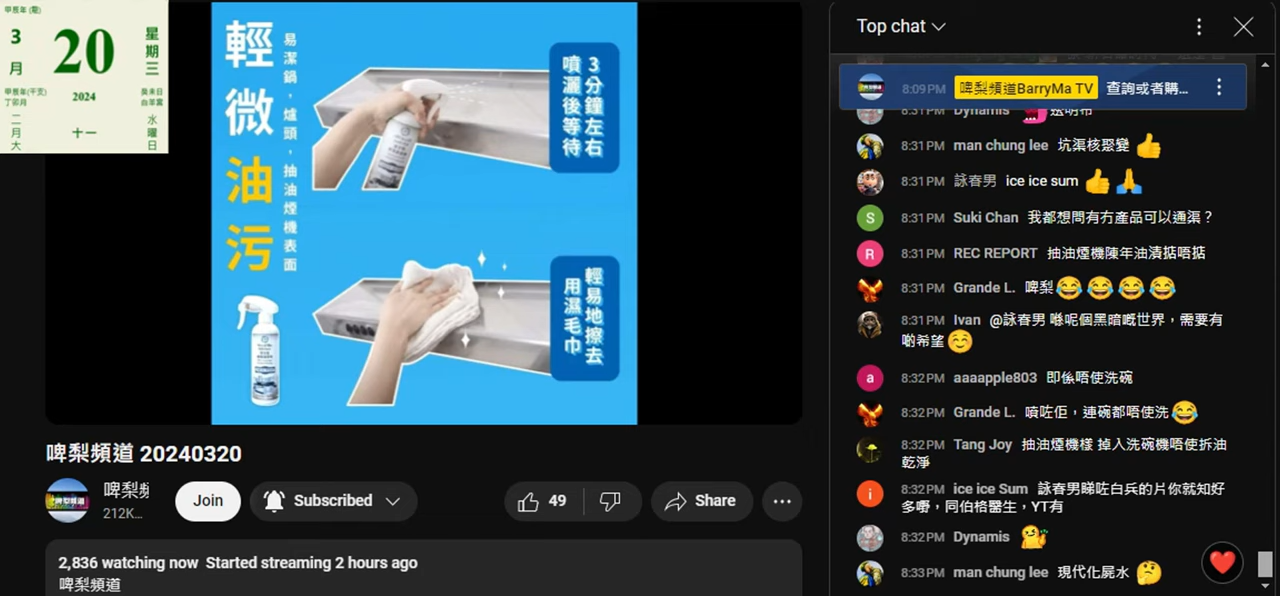 甲辰年 (龍)
3
月
20
星期三
甲辰年(干支)
丁卯月
2024
癸未日
二月大
十一
水曜日
輕微油污
易潔鍋，爐頭，抽油煙機表面
3分鐘左右
噴灑後等待
輕易地擦去
用濕毛巾
啤梨頻道 20240320
啤梨頻
212K...
Join
Subscribed
49
Share
2,836 watching now Started streaming 2 hours ago
啤梨頻道
Top chat
8:09 PM 啤梨頻道BarryMa TV 查詢或者購...
8:31 PM Dynamis 透明布
8:31 PM man chung lee 坑渠核聚變 👍
8:31 PM 詠春男 ice ice sum 👍🙏
S 8:31 PM Suki Chan 我都想問有冇產品可以通渠？
R 8:31 PM REC REPORT 抽油煙機陳年油漬掂唔掂
8:31 PM Grande L. 啤梨😂😂😂😂
8:31 PM Ivan @詠春男 喺呢個黑暗嘅世界，需要有
啲希望☺️
a 8:32 PM aaaapple803 即係唔使洗碗
8:32 PM Grande L. 噴咗佢，連碗都唔使洗😂
8:32 PM Tang Joy 抽油煙機樣 掉入洗碗機唔使拆油
乾淨
i 8:32 PM ice ice Sum 詠春男睇咗白兵的片你就知好
多嘢，同伯格醫生，YT有
8:32 PM Dynamis
8:33 PM man chung lee 現代化屍水 🤔